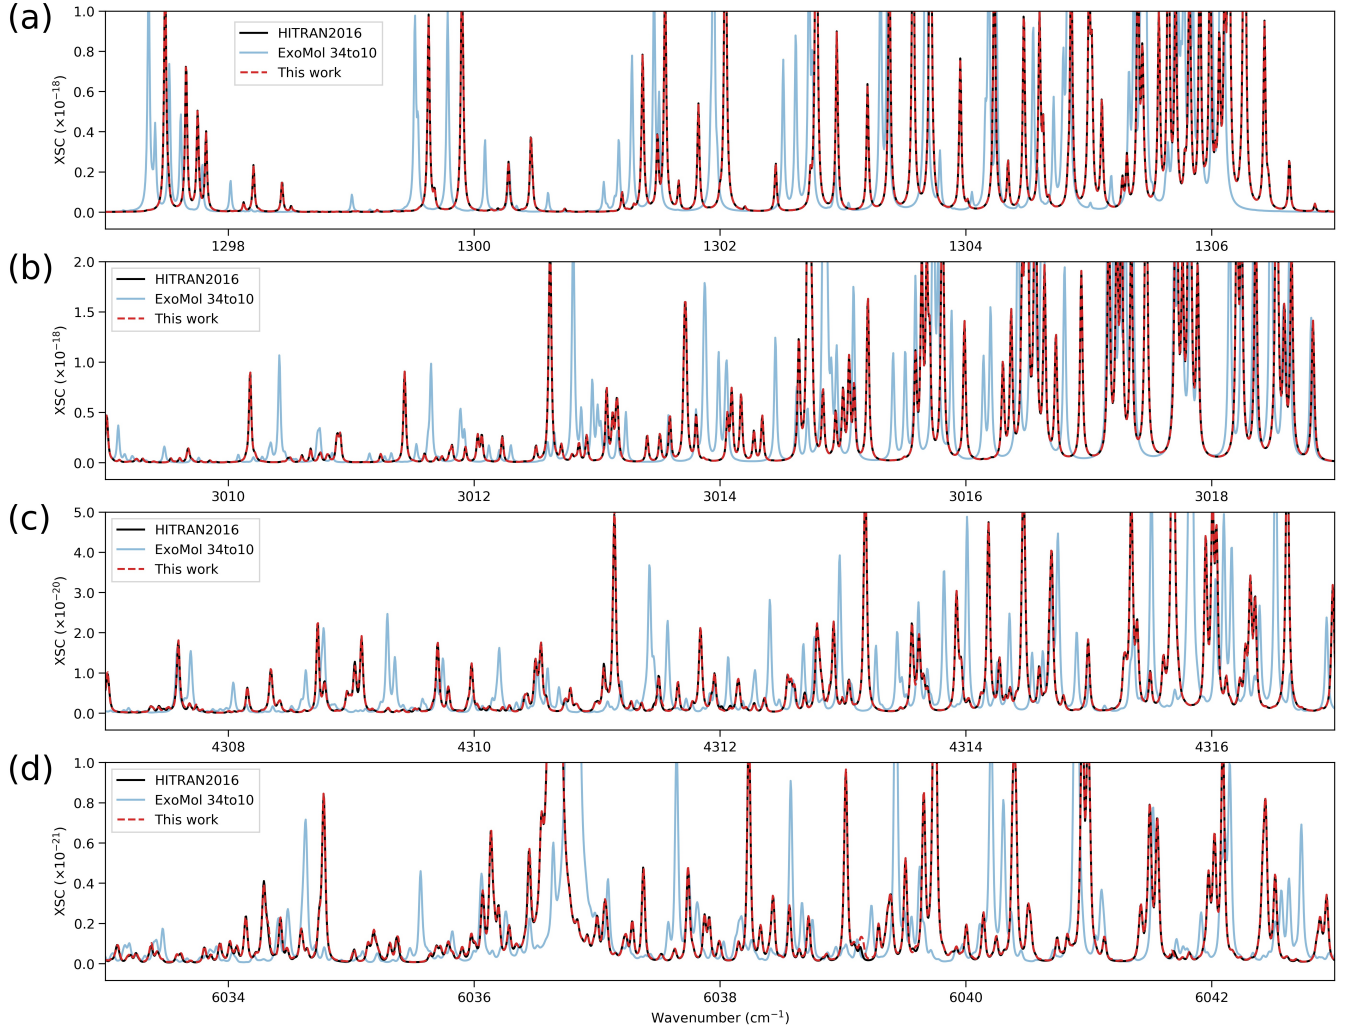 (a)
XSC (×10⁻¹⁸)
1.0
0.8
0.6
0.4
0.2
0.0
HITRAN2016
ExoMol 34to10
This work
1298 1300 1302 1304 1306
(b)
XSC (×10⁻¹⁸)
2.0
1.5
1.0
0.5
0.0
HITRAN2016
ExoMol 34to10
This work
3010 3012 3014 3016 3018
(c)
XSC (×10⁻²⁰)
5.0
4.0
3.0
2.0
1.0
0.0
HITRAN2016
ExoMol 34to10
This work
4308 4310 4312 4314 4316
(d)
XSC (×10⁻²¹)
1.0
0.8
0.6
0.4
0.2
0.0
HITRAN2016
ExoMol 34to10
This work
6034 6036 6038 6040 6042
Wavenumber (cm⁻¹)